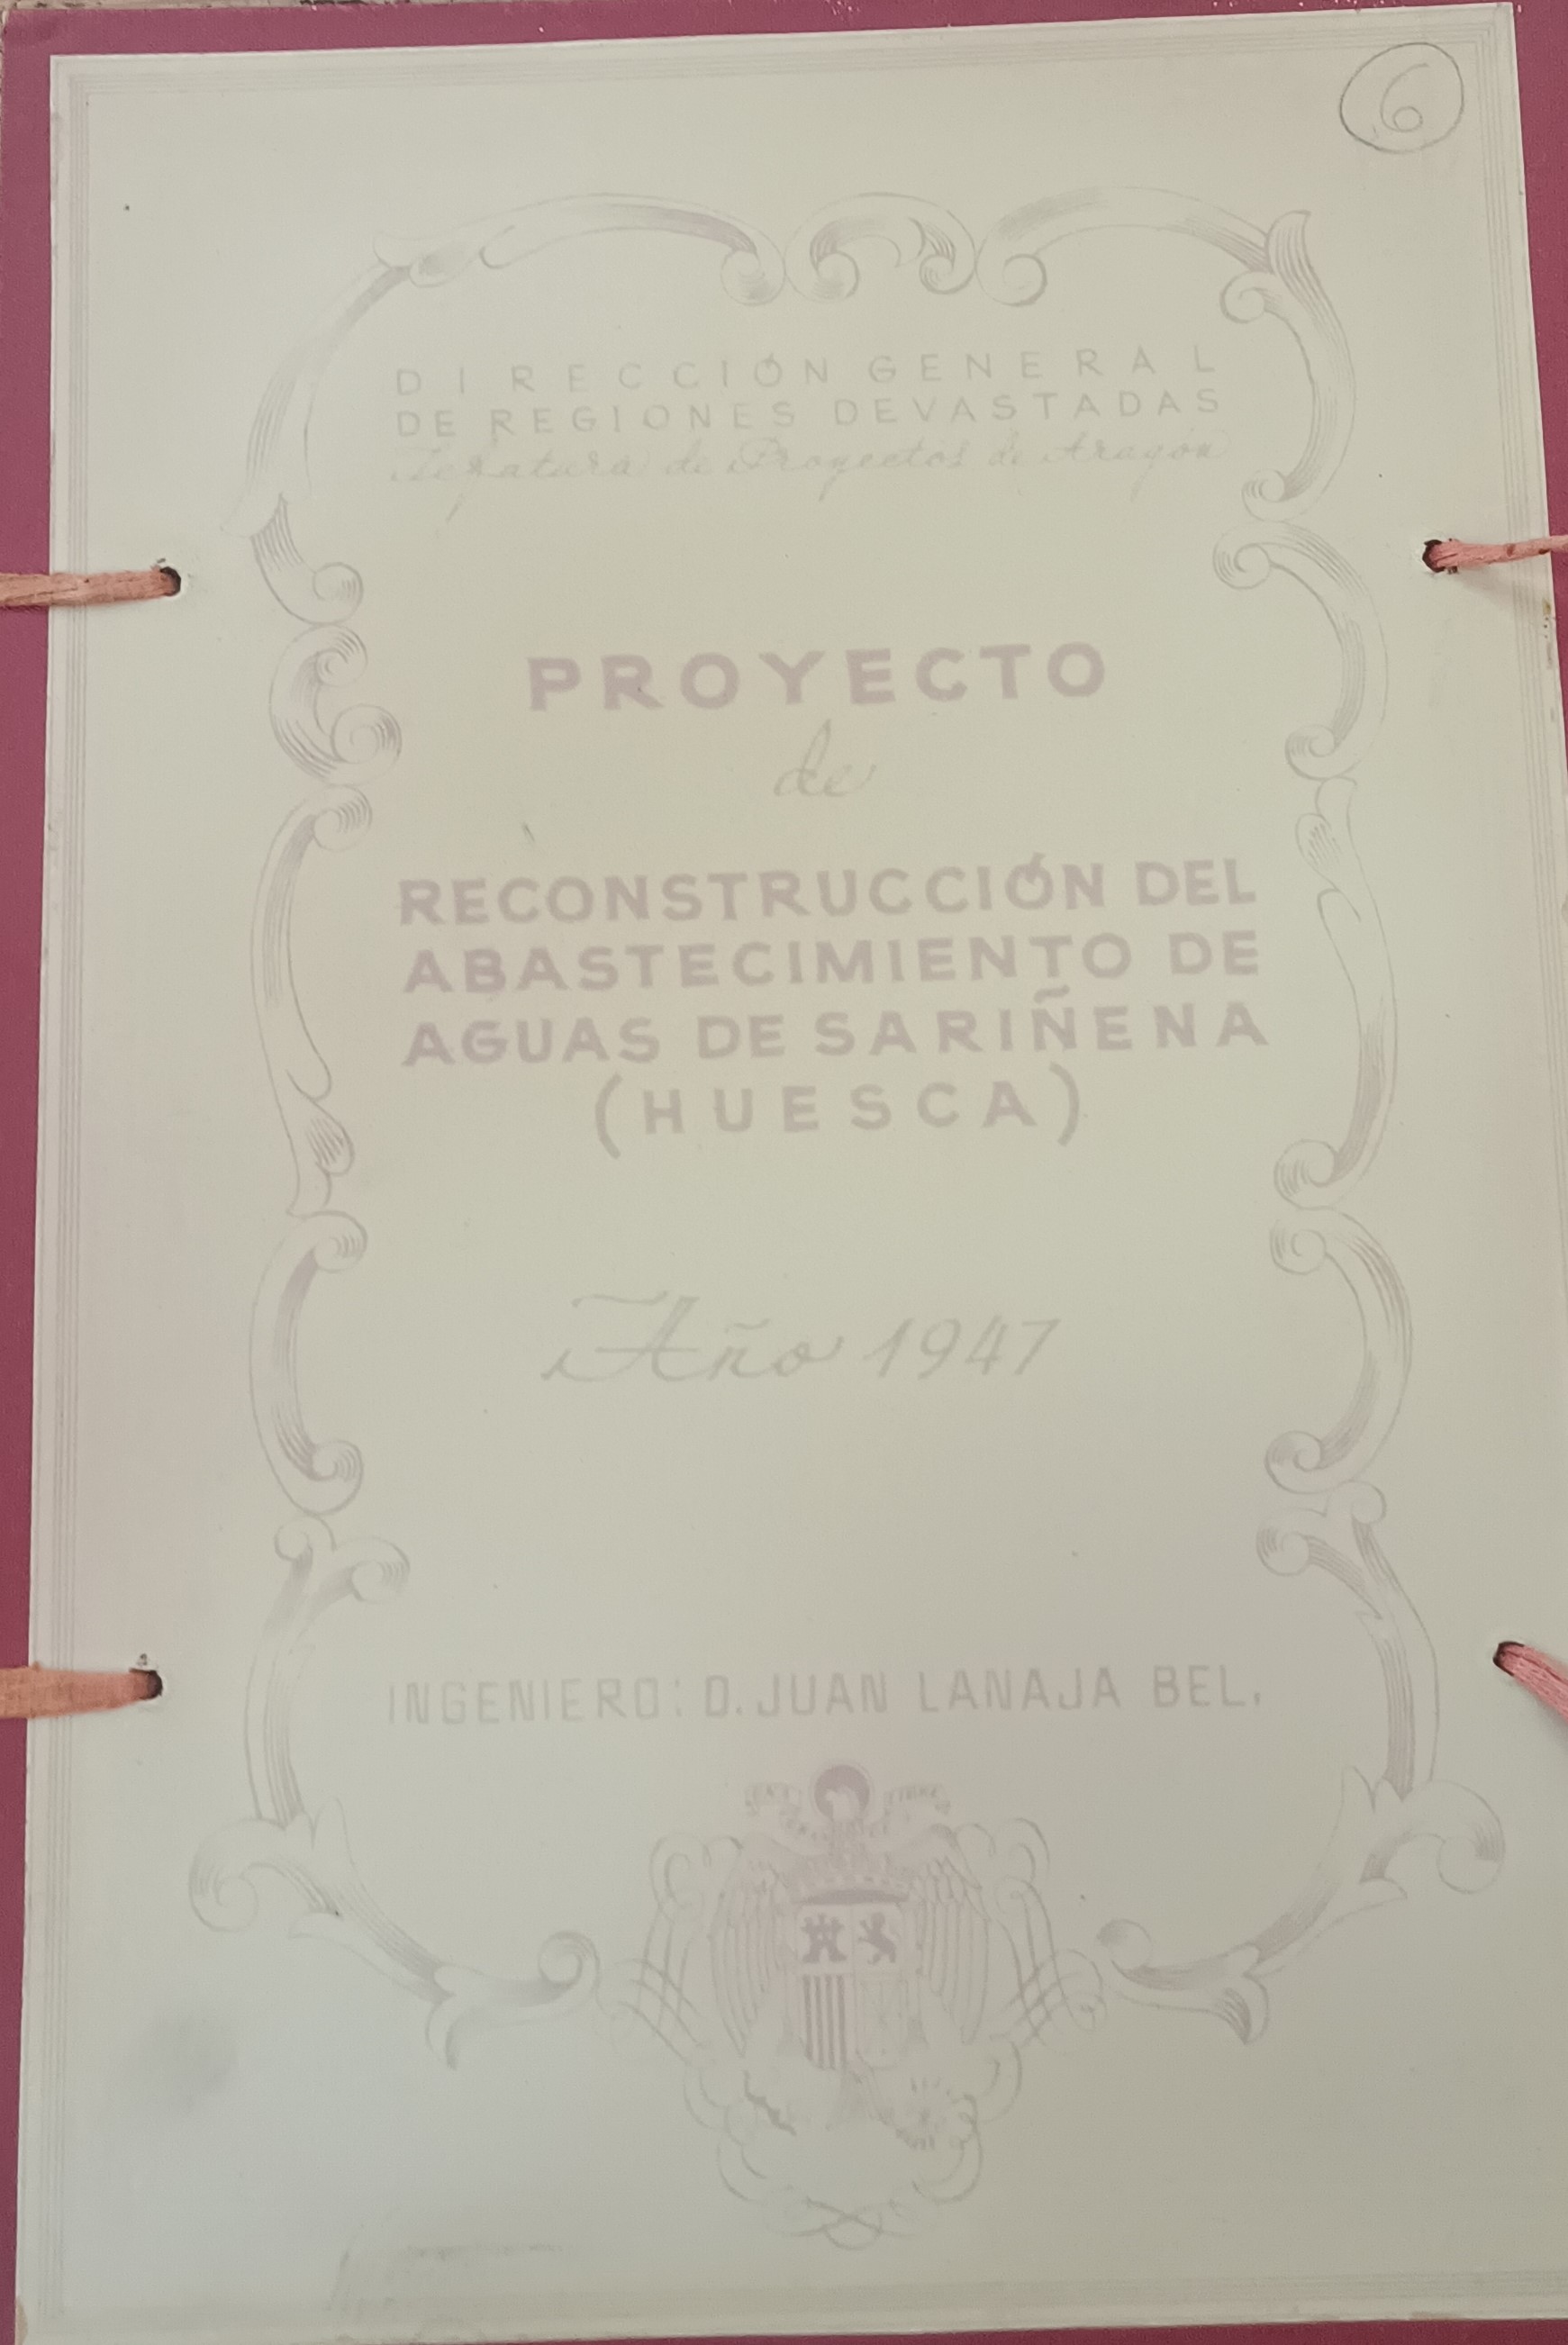 6
DIRECCIÓN GENERAL
DE REGIONES DEVASTADAS
Jefatura de Proyectos de Aragón
PROYECTO
de
RECONSTRUCCIÓN DEL
ABASTECIMIENTO DE
AGUAS DE SARIÑENA
(HUESCA)
Año 1947
INGENIERO: D. JUAN LANAJA BEL.